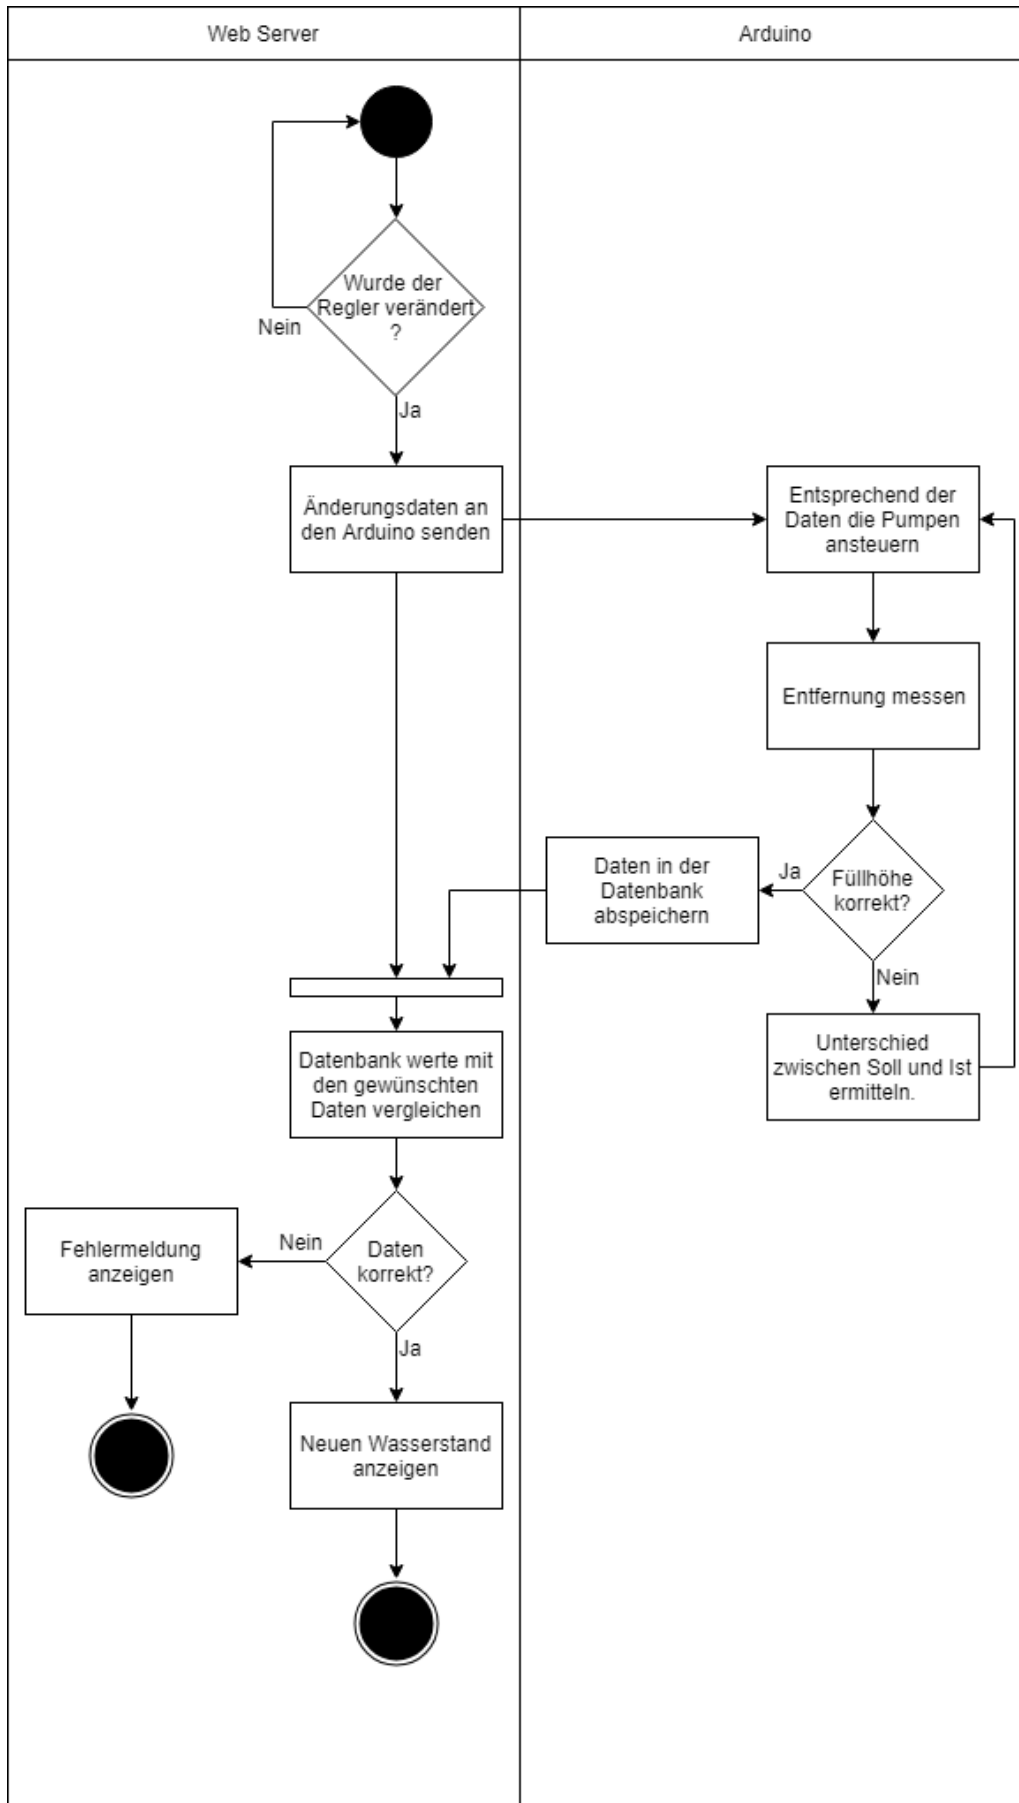 Web Server
Arduino
Wurde der
Regler verändert
?
Nein
Ja
Änderungsdaten an
den Arduino senden
Entsprechend der
Daten die Pumpen
ansteuern
Entfernung messen
Füllhöhe
korrekt?
Ja
Daten in der
Datenbank
abspeichern
Nein
Unterschied
zwischen Soll und Ist
ermitteln.
Datenbank werte mit
den gewünschten
Daten vergleichen
Daten
korrekt?
Nein
Fehlermeldung
anzeigen
Ja
Neuen Wasserstand
anzeigen